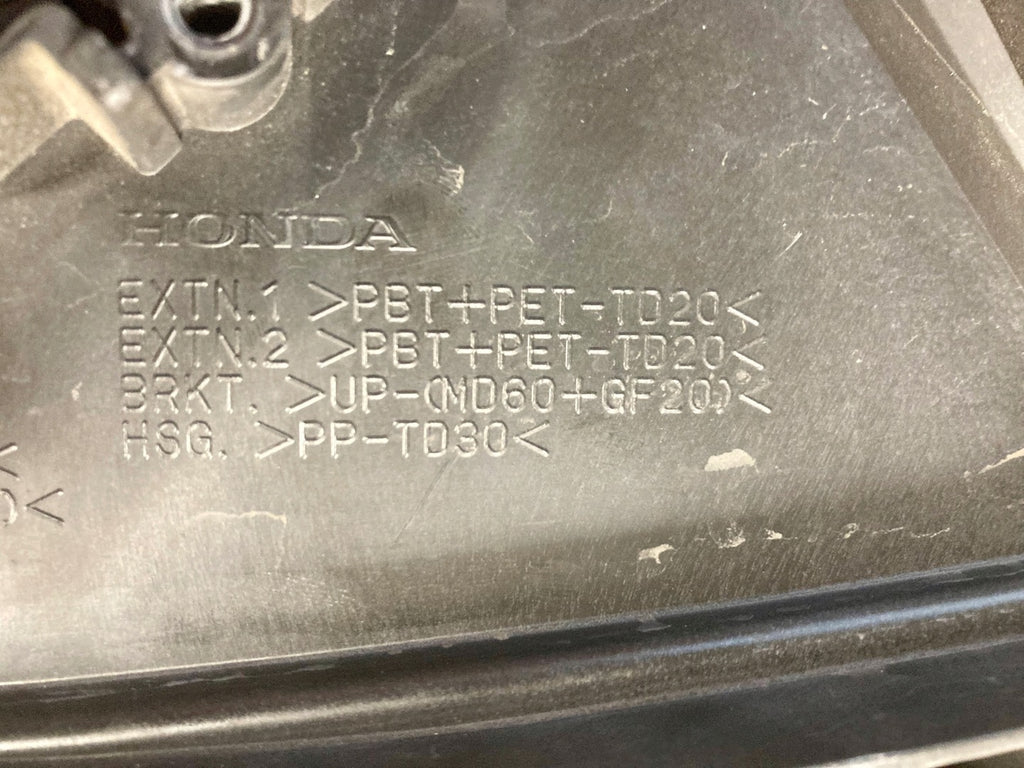 HONDA
EXTN.1 >PBT+PET-TD20<
EXTN.2 >PBT+PET-TD20<
BRKT. >UP-(MD60+GF20)<
HSG. >PP-TD30<